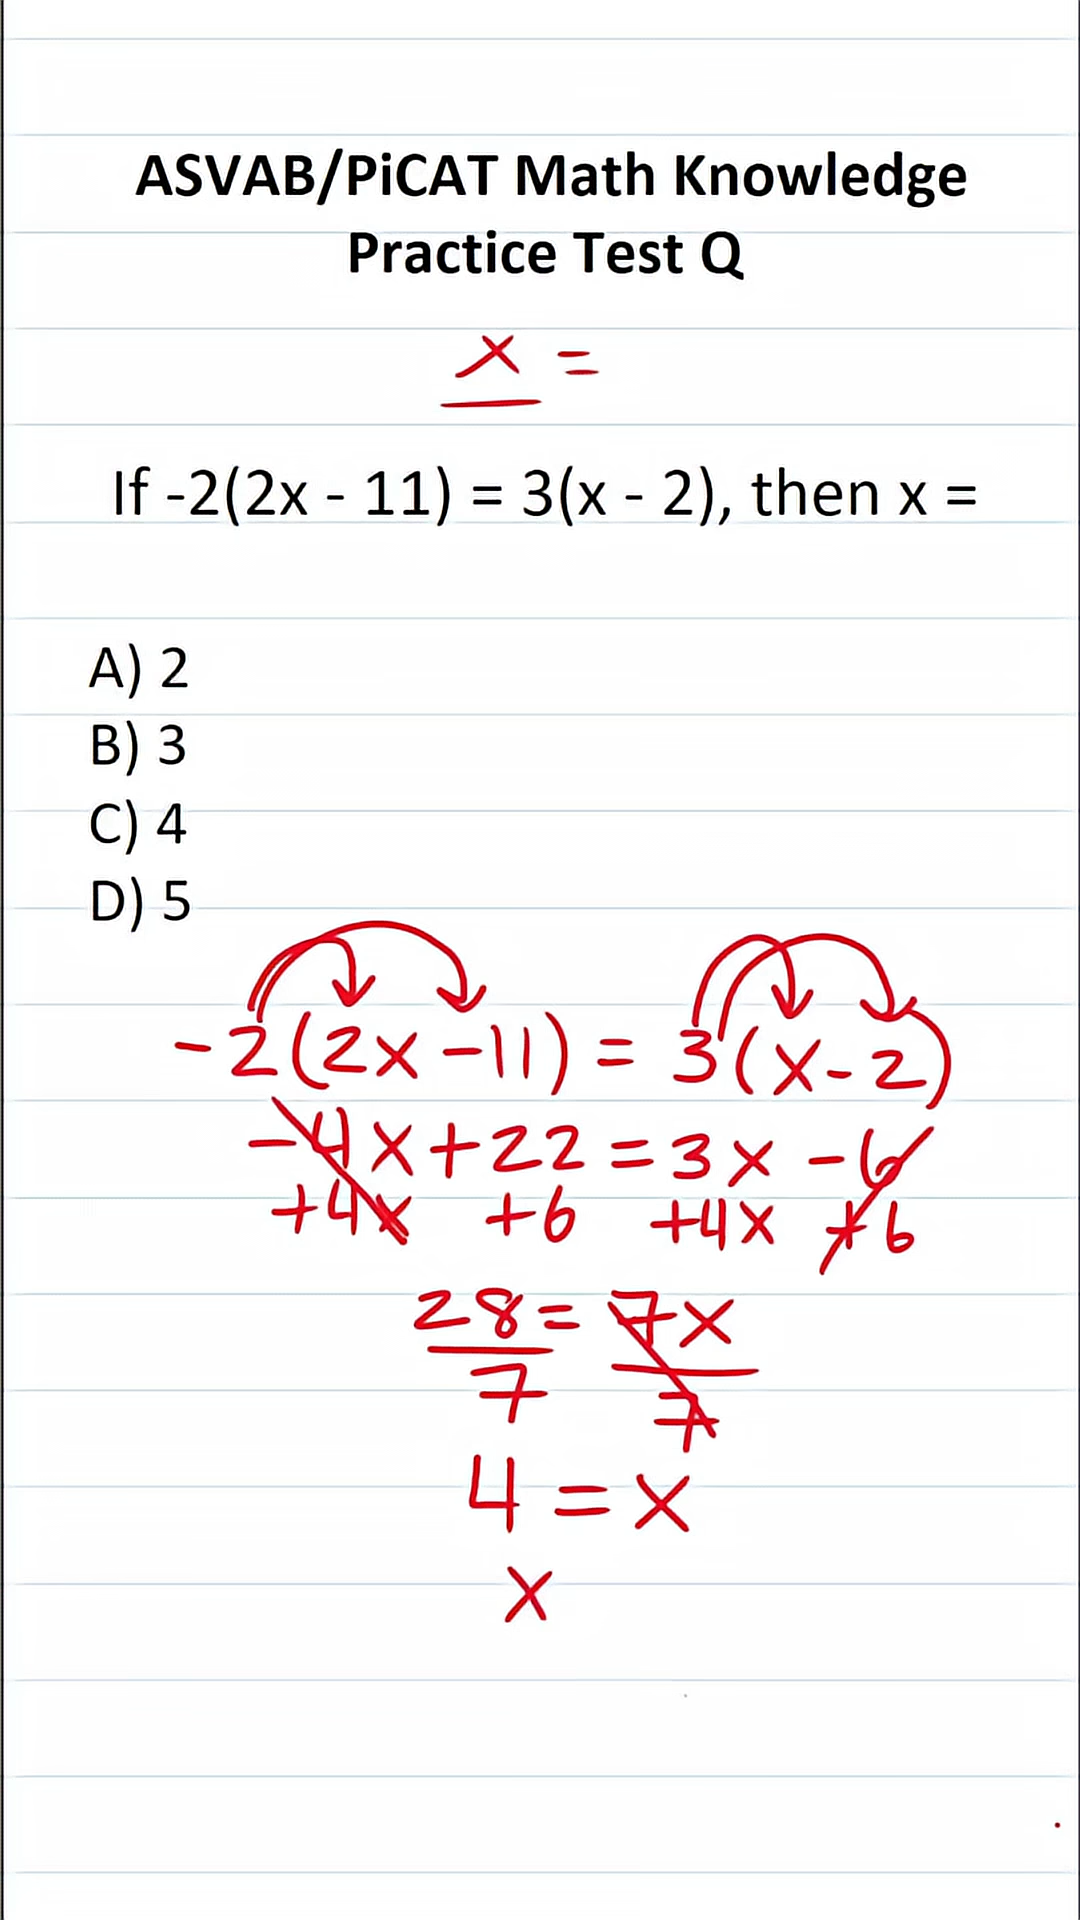 ASVAB/PiCAT Math Knowledge
Practice Test Q
x =
If -2(2x - 11) = 3(x - 2), then x =
A) 2
B) 3
C) 4
D) 5
-2(2x-11) = 3(x-2)
-4x+22=3x-6
+4x +6 +4x +6
28=7x
7 7
4=x
x